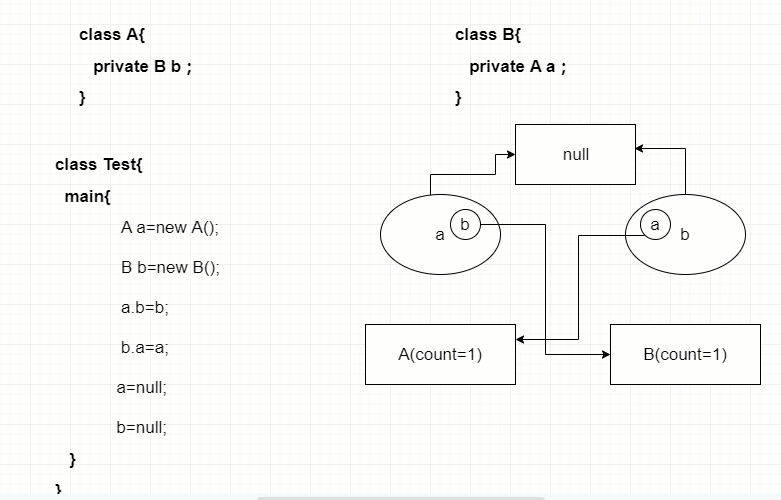 class A{
private B b ;
}
class B{
private A a ;
}
class Test{
main{
A a=new A();
B b=new B();
a.b=b;
b.a=a;
a=null;
b=null;
}
}
null
a
b
a
b
A(count=1)
B(count=1)